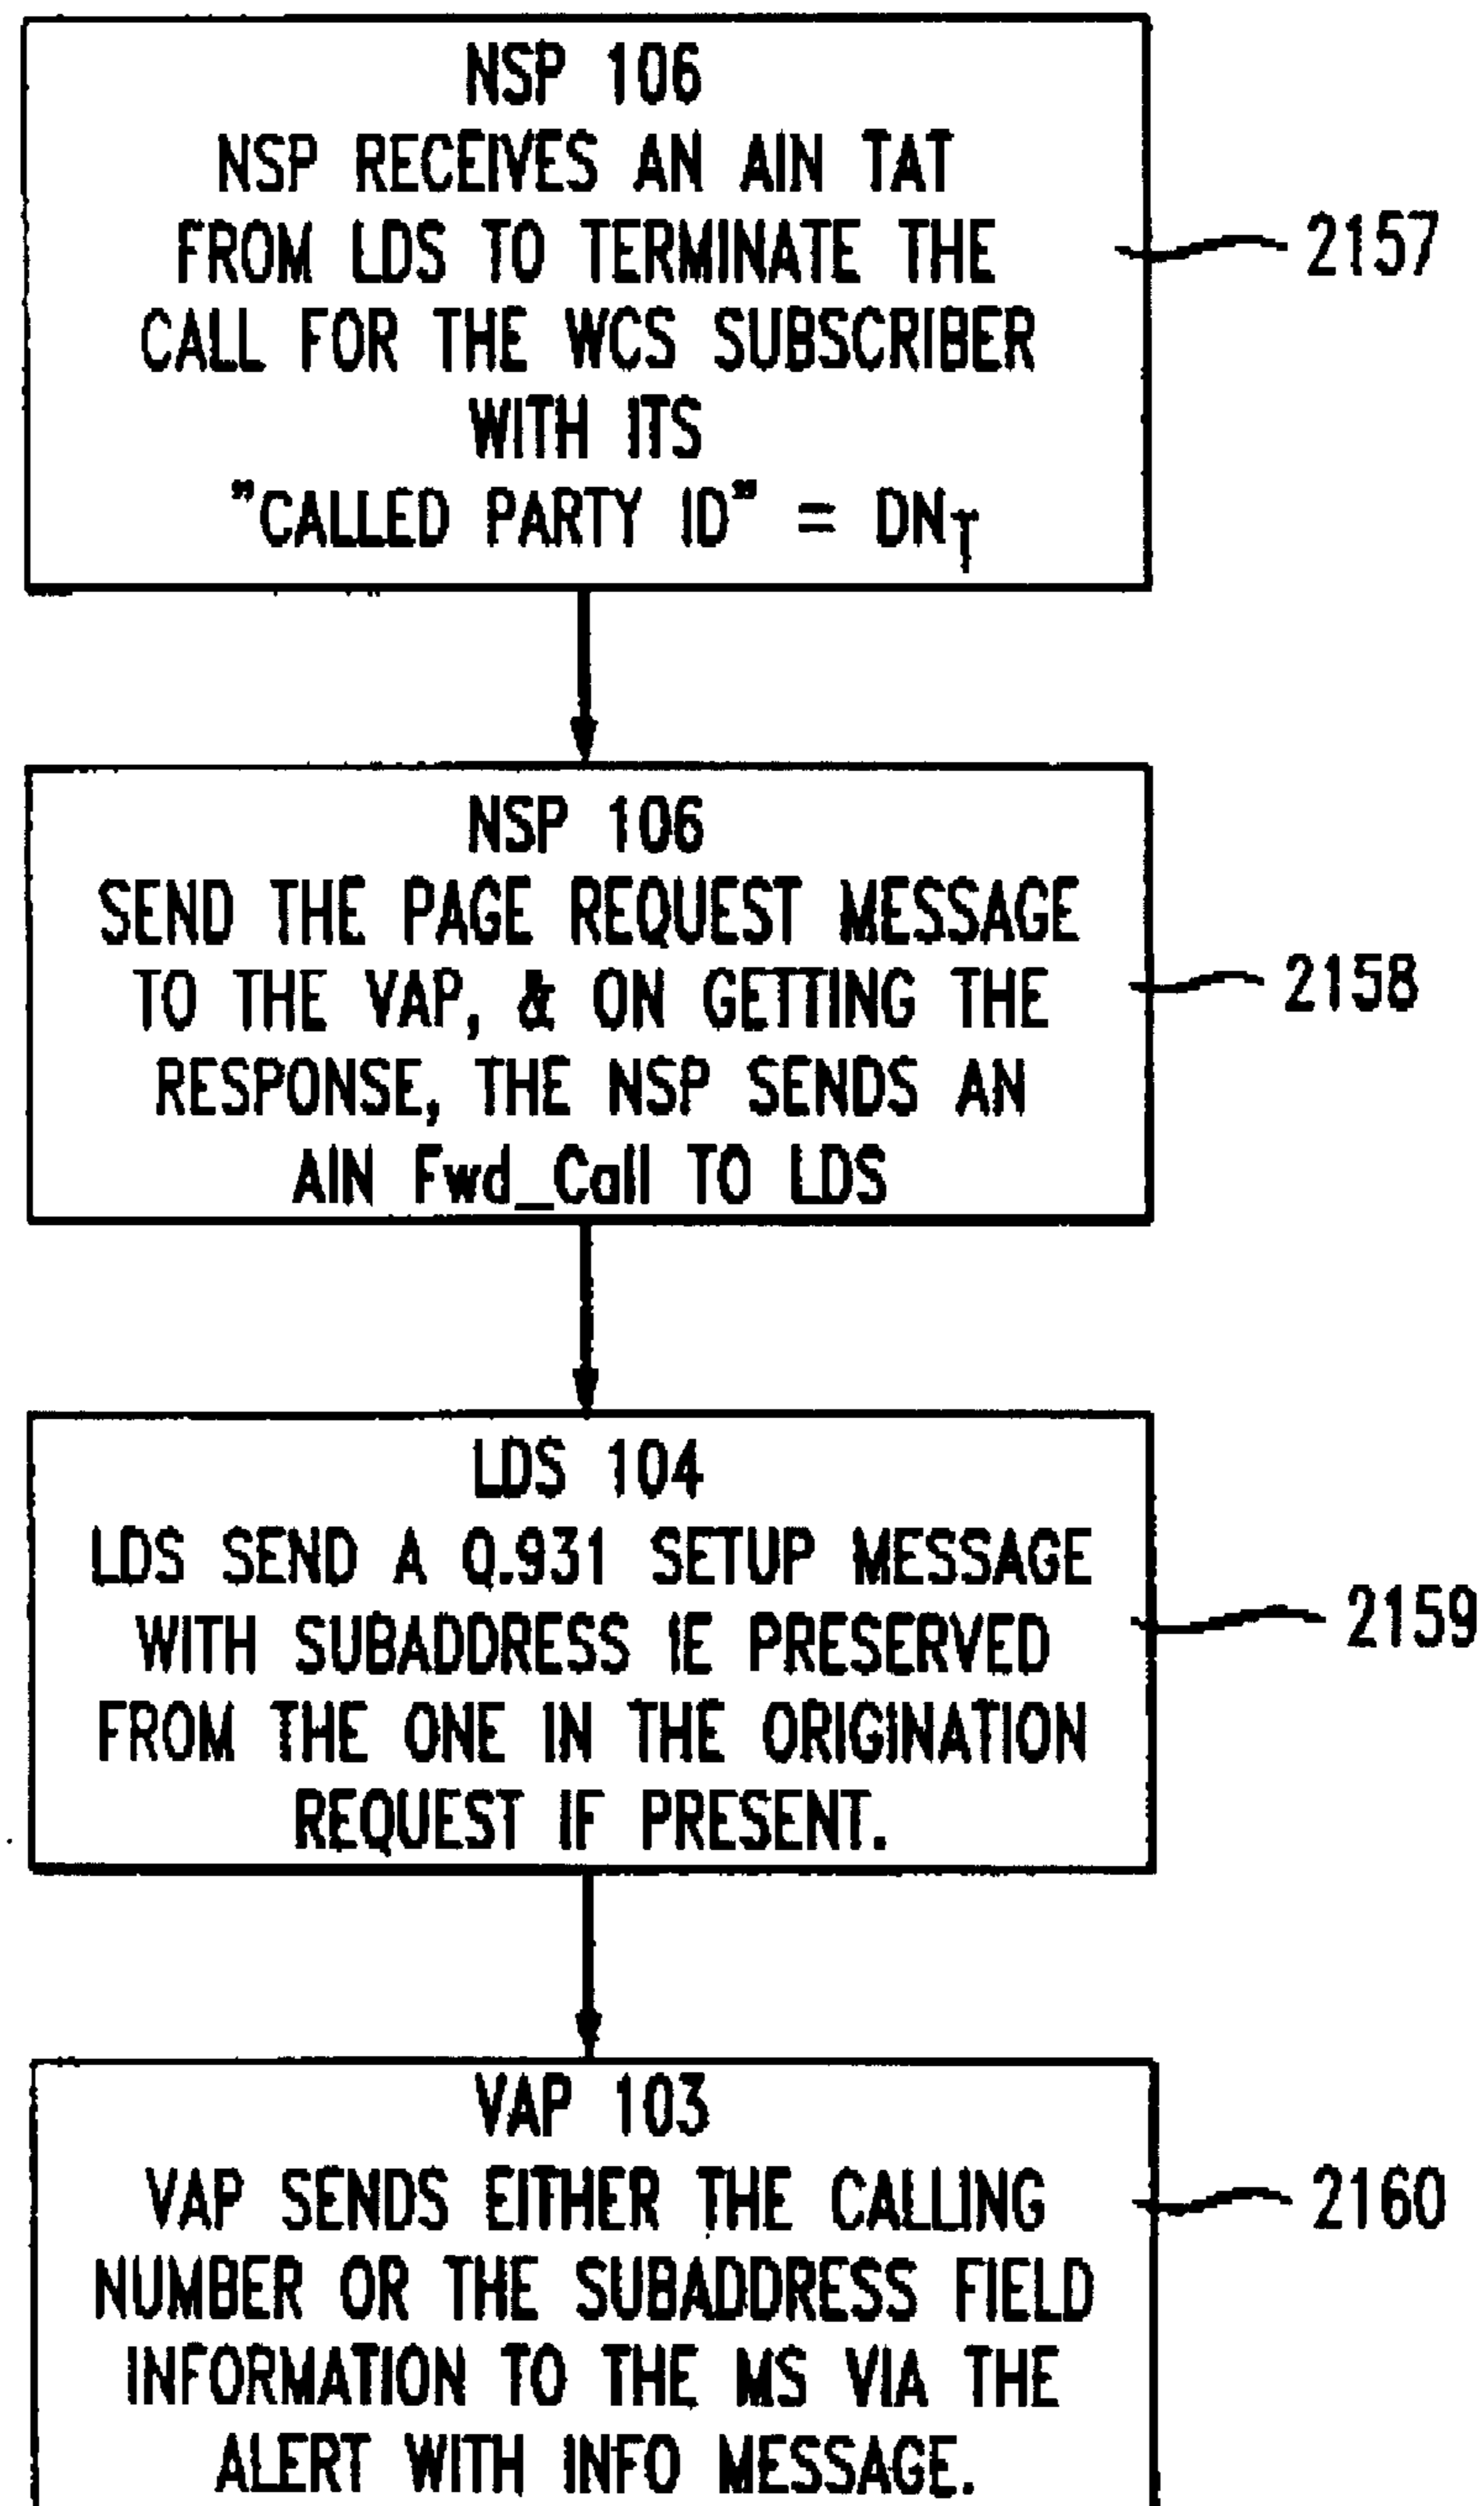 NSP 106
NSP RECEIVES AN AIN TAT
FROM LDS TO TERMINATE THE
CALL FOR THE WCS SUBSCRIBER
WITH ITS
"CALLED PARTY ID" = DNT
2157
NSP 106
SEND THE PAGE REQUEST MESSAGE
TO THE VAP, & ON GETTING THE
RESPONSE, THE NSP SENDS AN
AIN Fwd_Call TO LDS
2158
LDS 104
LDS SEND A Q.931 SETUP MESSAGE
WITH SUBADDRESS IE PRESERVED
FROM THE ONE IN THE ORIGINATION
REQUEST IF PRESENT.
2159
VAP 103
VAP SENDS EITHER THE CALLING
NUMBER OR THE SUBADDRESS FIELD
INFORMATION TO THE MS VIA THE
ALERT WITH INFO MESSAGE.
2160